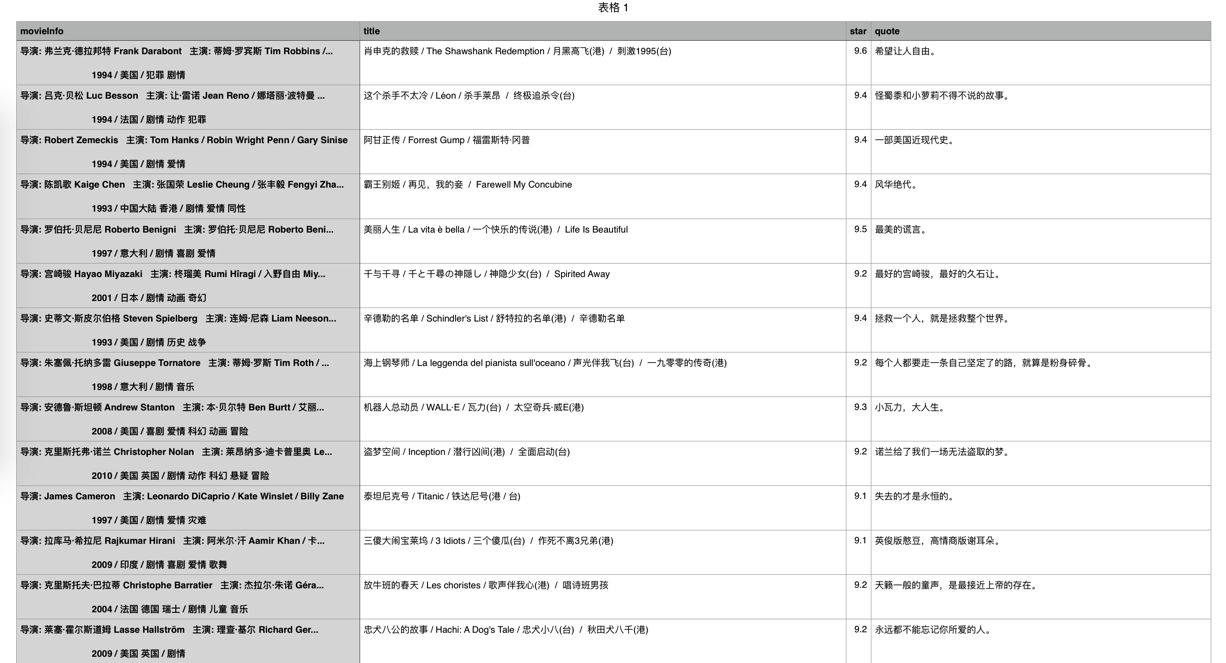 表格 1
movieInfo title star quote
导演: 弗兰克·德拉邦特 Frank Darabont 主演: 蒂姆·罗宾斯 Tim Robbins /... 肖申克的救赎 / The Shawshank Redemption / 月黑高飞(港) / 刺激1995(台) 9.6 希望让人自由。
1994 / 美国 / 犯罪 剧情
导演: 吕克·贝松 Luc Besson 主演: 让·雷诺 Jean Reno / 娜塔丽·波特曼 ... 这个杀手不太冷 / Léon / 杀手莱昂 / 终极追杀令(台) 9.4 怪蜀黍和小萝莉不得不说的故事。
1994 / 法国 / 剧情 动作 犯罪
导演: Robert Zemeckis 主演: Tom Hanks / Robin Wright Penn / Gary Sinise 阿甘正传 / Forrest Gump / 福雷斯特·冈普 9.4 一部美国近现代史。
1994 / 美国 / 剧情 爱情
导演: 陈凯歌 Kaige Chen 主演: 张国荣 Leslie Cheung / 张丰毅 Fengyi Zha... 霸王别姬 / 再见，我的妾 / Farewell My Concubine 9.4 风华绝代。
1993 / 中国大陆 香港 / 剧情 爱情 同性
导演: 罗伯托·贝尼尼 Roberto Benigni 主演: 罗伯托·贝尼尼 Roberto Beni... 美丽人生 / La vita è bella / 一个快乐的传说(港) / Life Is Beautiful 9.5 最美的谎言。
1997 / 意大利 / 剧情 喜剧 爱情
导演: 宫崎骏 Hayao Miyazaki 主演: 柊瑠美 Rumi Hîragi / 入野自由 Miy... 千与千寻 / 千と千尋の神隠し / 神隐少女(台) / Spirited Away 9.2 最好的宫崎骏，最好的久石让。
2001 / 日本 / 剧情 动画 奇幻
导演: 史蒂文·斯皮尔伯格 Steven Spielberg 主演: 连姆·尼森 Liam Neeson... 辛德勒的名单 / Schindler's List / 舒特拉的名单(港) / 辛德勒名单 9.4 拯救一个人，就是拯救整个世界。
1993 / 美国 / 剧情 历史 战争
导演: 朱塞佩·托纳多雷 Giuseppe Tornatore 主演: 蒂姆·罗斯 Tim Roth / ... 海上钢琴师 / La leggenda del pianista sull'oceano / 声光伴我飞(台) / 一九零零的传奇(港) 9.2 每个人都要走一条自己坚定了的路，就算是粉身碎骨。
1998 / 意大利 / 剧情 音乐
导演: 安德鲁·斯坦顿 Andrew Stanton 主演: 本·贝尔特 Ben Burtt / 艾丽... 机器人总动员 / WALL·E / 瓦力(台) / 太空奇兵·威E(港) 9.3 小瓦力，大人生。
2008 / 美国 / 喜剧 爱情 科幻 动画 冒险
导演: 克里斯托弗·诺兰 Christopher Nolan 主演: 莱昂纳多·迪卡普里奥 Le... 盗梦空间 / Inception / 潜行凶间(港) / 全面启动(台) 9.2 诺兰给了我们一场无法盗取的梦。
2010 / 美国 英国 / 剧情 动作 科幻 悬疑 冒险
导演: James Cameron 主演: Leonardo DiCaprio / Kate Winslet / Billy Zane 泰坦尼克号 / Titanic / 铁达尼号(港 / 台) 9.1 失去的才是永恒的。
1997 / 美国 / 剧情 爱情 灾难
导演: 拉库马·希拉尼 Rajkumar Hirani 主演: 阿米尔·汗 Aamir Khan / 卡... 三傻大闹宝莱坞 / 3 Idiots / 三个傻瓜(台) / 作死不离3兄弟(港) 9.1 英俊版憨豆，高情商版谢耳朵。
2009 / 印度 / 剧情 喜剧 爱情 歌舞
导演: 克里斯托夫·巴拉蒂 Christophe Barratier 主演: 杰拉尔·朱诺 Géra... 放牛班的春天 / Les choristes / 歌声伴我心(港) / 唱诗班男孩 9.2 天籁一般的童声，是最接近上帝的存在。
2004 / 法国 德国 瑞士 / 剧情 儿童 音乐
导演: 莱塞·霍尔斯道姆 Lasse Hallström 主演: 理查·基尔 Richard Ger... 忠犬八公的故事 / Hachi: A Dog's Tale / 忠犬小八(台) / 秋田犬八千(港) 9.2 永远都不能忘记你所爱的人。
2009 / 美国 英国 / 剧情